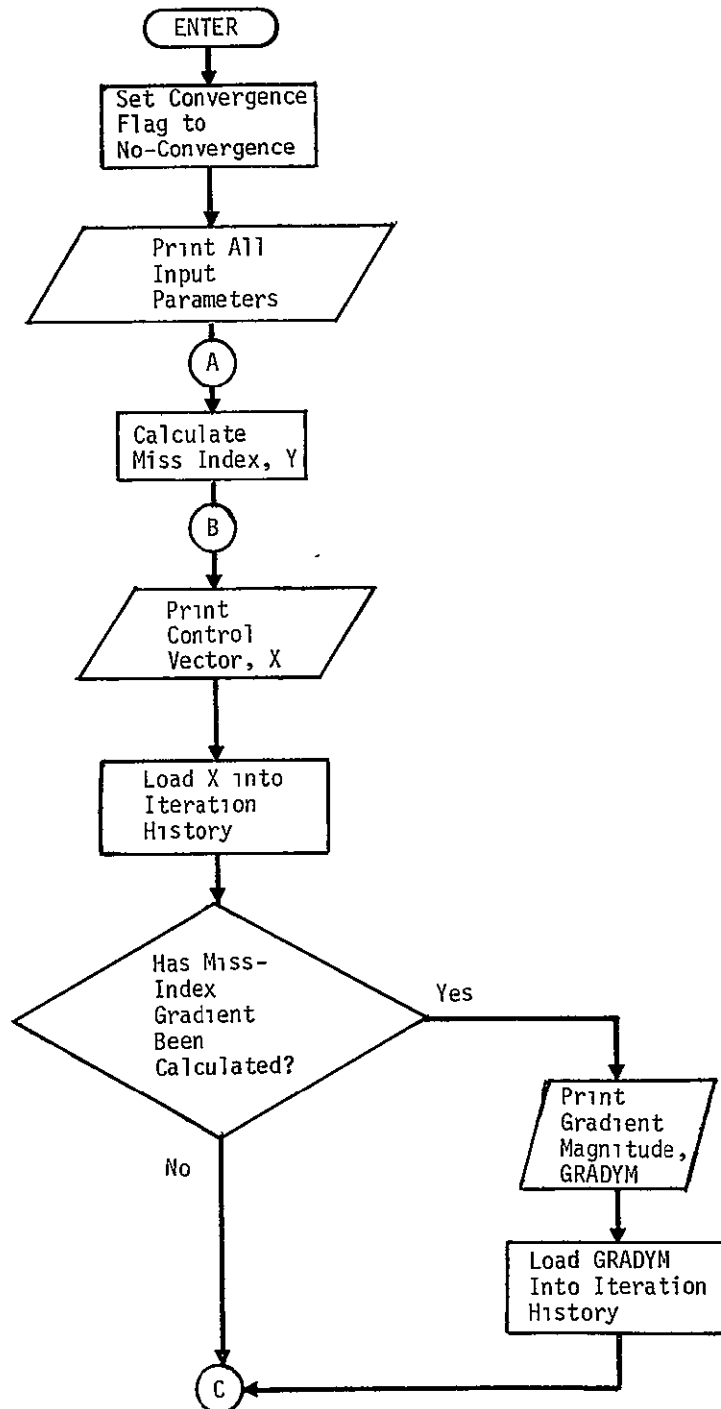 ENTER
Set Convergence
Flag to
No-Convergence
Print All
Input
Parameters
A
Calculate
Miss Index, Y
B
Print
Control
Vector, X
Load X into
Iteration
History
Has Miss-
Index
Gradient
Been
Calculated?
Yes
No
Print
Gradient
Magnitude,
GRADYM
Load GRADYM
Into Iteration
History
C